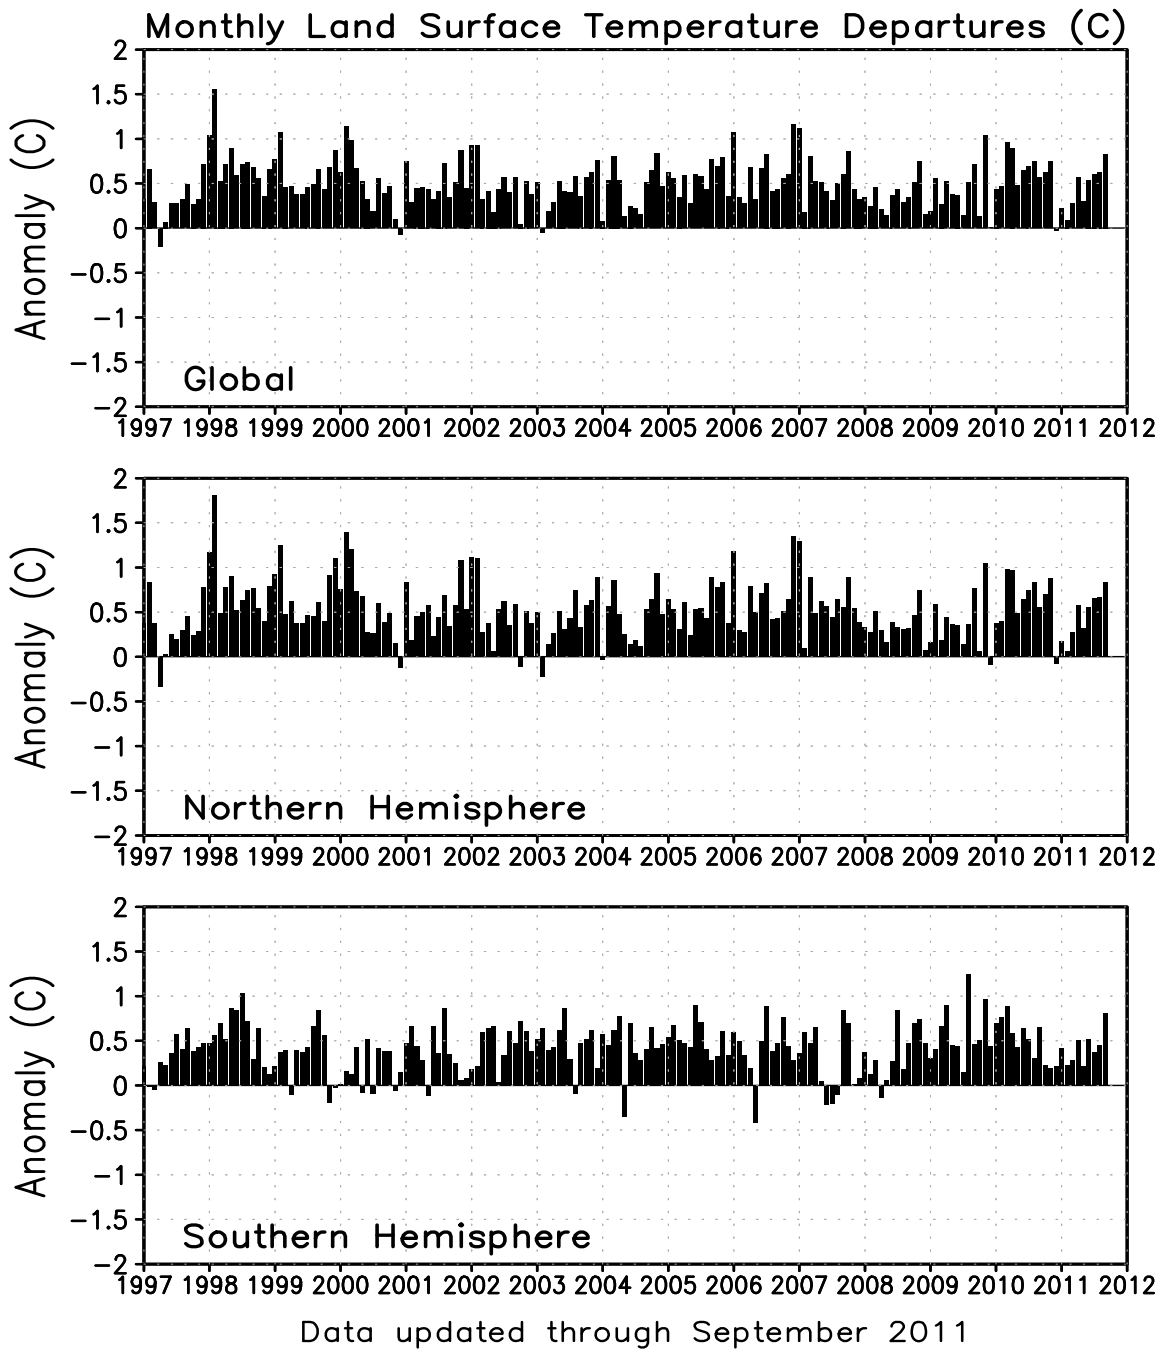 Monthly Land Surface Temperature Departures (C)
2
1.5
1
0.5
0
−0.5
−1
−1.5
−2
Anomaly (C)
Global
1997 1998 1999 2000 2001 2002 2003 2004 2005 2006 2007 2008 2009 2010 2011 2012
2
1.5
1
0.5
0
−0.5
−1
−1.5
−2
Anomaly (C)
Northern Hemisphere
1997 1998 1999 2000 2001 2002 2003 2004 2005 2006 2007 2008 2009 2010 2011 2012
2
1.5
1
0.5
0
−0.5
−1
−1.5
−2
Anomaly (C)
Southern Hemisphere
1997 1998 1999 2000 2001 2002 2003 2004 2005 2006 2007 2008 2009 2010 2011 2012
Data updated through September 2011